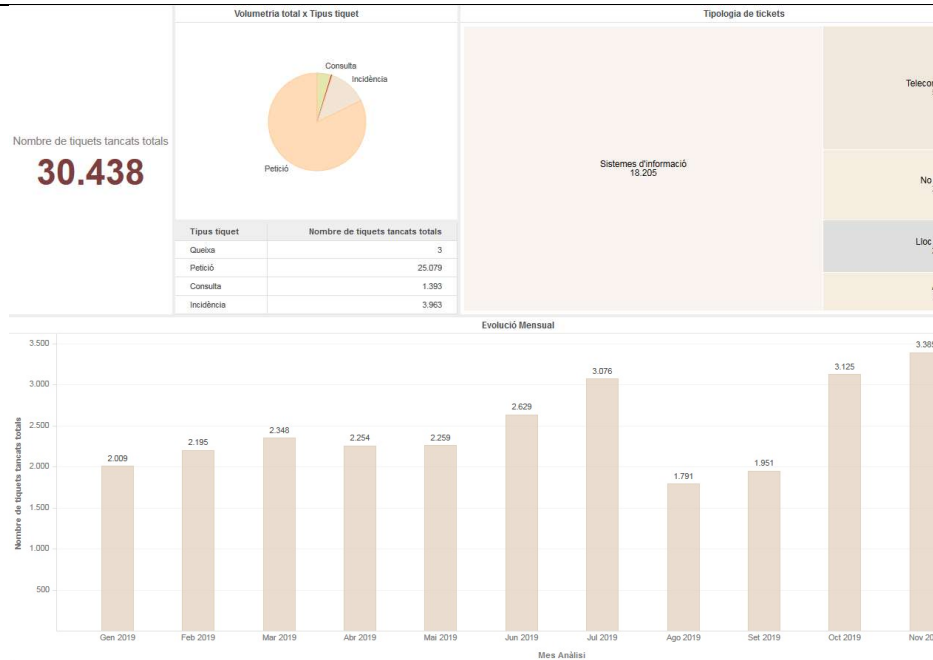 Volumetria total x Tipus tiquet
Tipologia de tickets
Consulta
Incidència
Petició
Nombre de tiquets tancats totals
30.438
Sistemes d'informació
18.205
Telecor
No
Lloc
Tipus tiquet Nombre de tiquets tancats totals
Queixa 3
Petició 25.079
Consulta 1.393
Incidència 3.963
Evolució Mensual
Nombre de tiquets tancats totals
3.500
3.000
2.500
2.000
1.500
1.000
500
2.009
2.195
2.348
2.254
2.259
2.629
3.076
1.791
1.951
3.125
3.385
Gen 2019
Feb 2019
Mar 2019
Abr 2019
Mai 2019
Jun 2019
Jul 2019
Ago 2019
Set 2019
Oct 2019
Nov 20
Mes Anàlisi